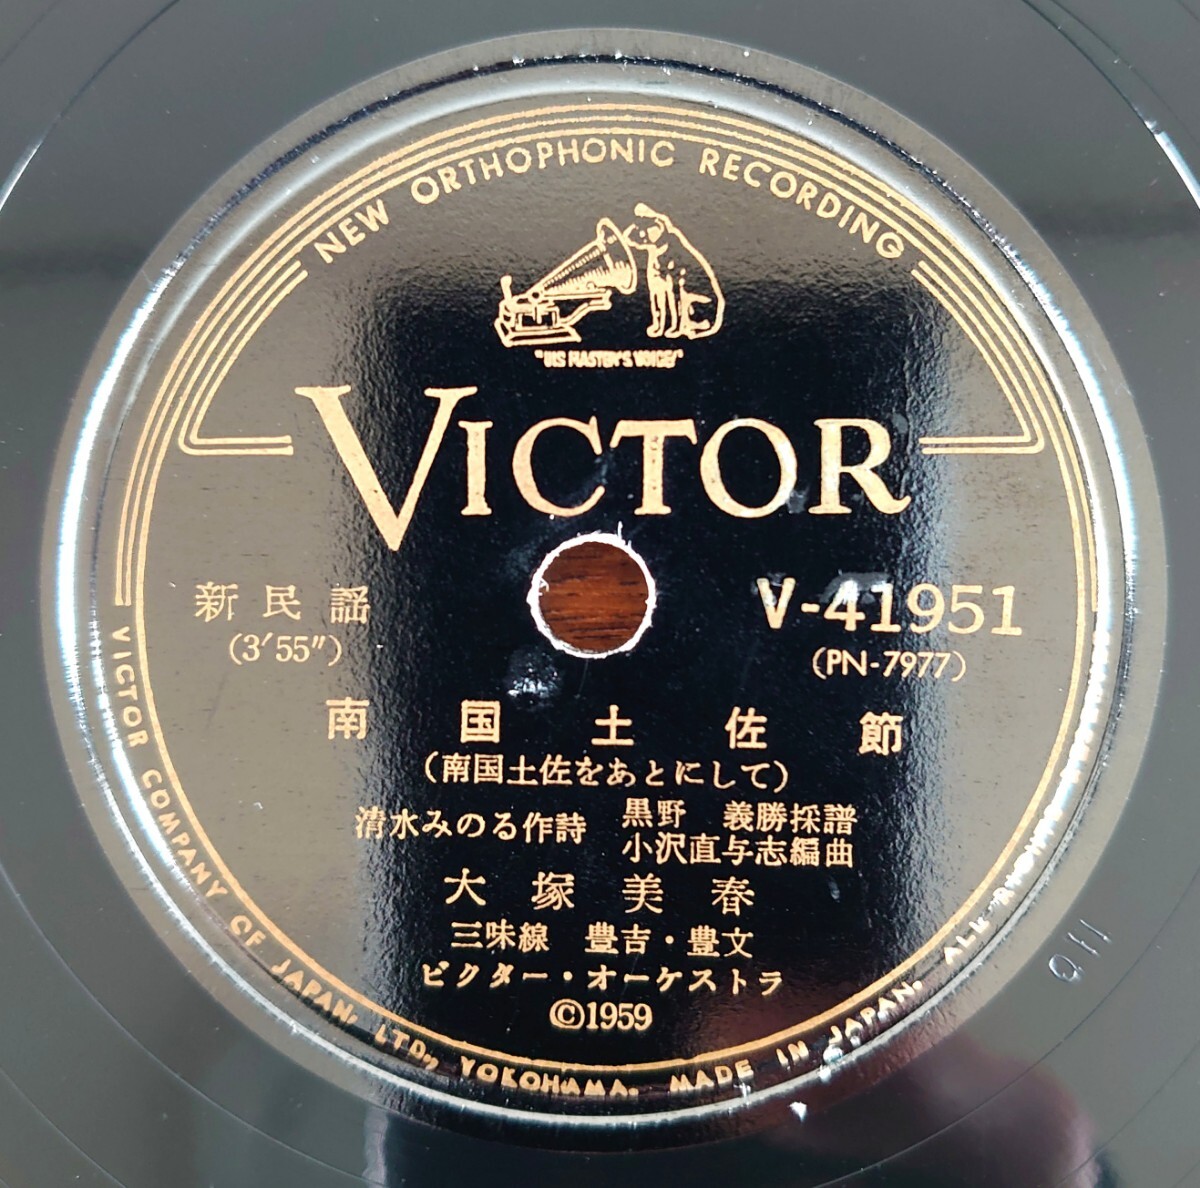 NEW ORTHOPHONIC RECORDING
"HIS MASTER'S VOICE"
VICTOR
新民謡
(3′55″)
V-41951
(PN-7977)
南国土佐節
(南国土佐をあとにして)
清水みのる作詩
黒野 義勝採譜
小沢直与志編曲
大塚美春
三味線 豊吉・豊文
ビクター・オーケストラ
©1959
VICTOR COMPANY OF JAPAN, LTD., YOKOHAMA. MADE IN JAPAN. ALL RIGHTS
110